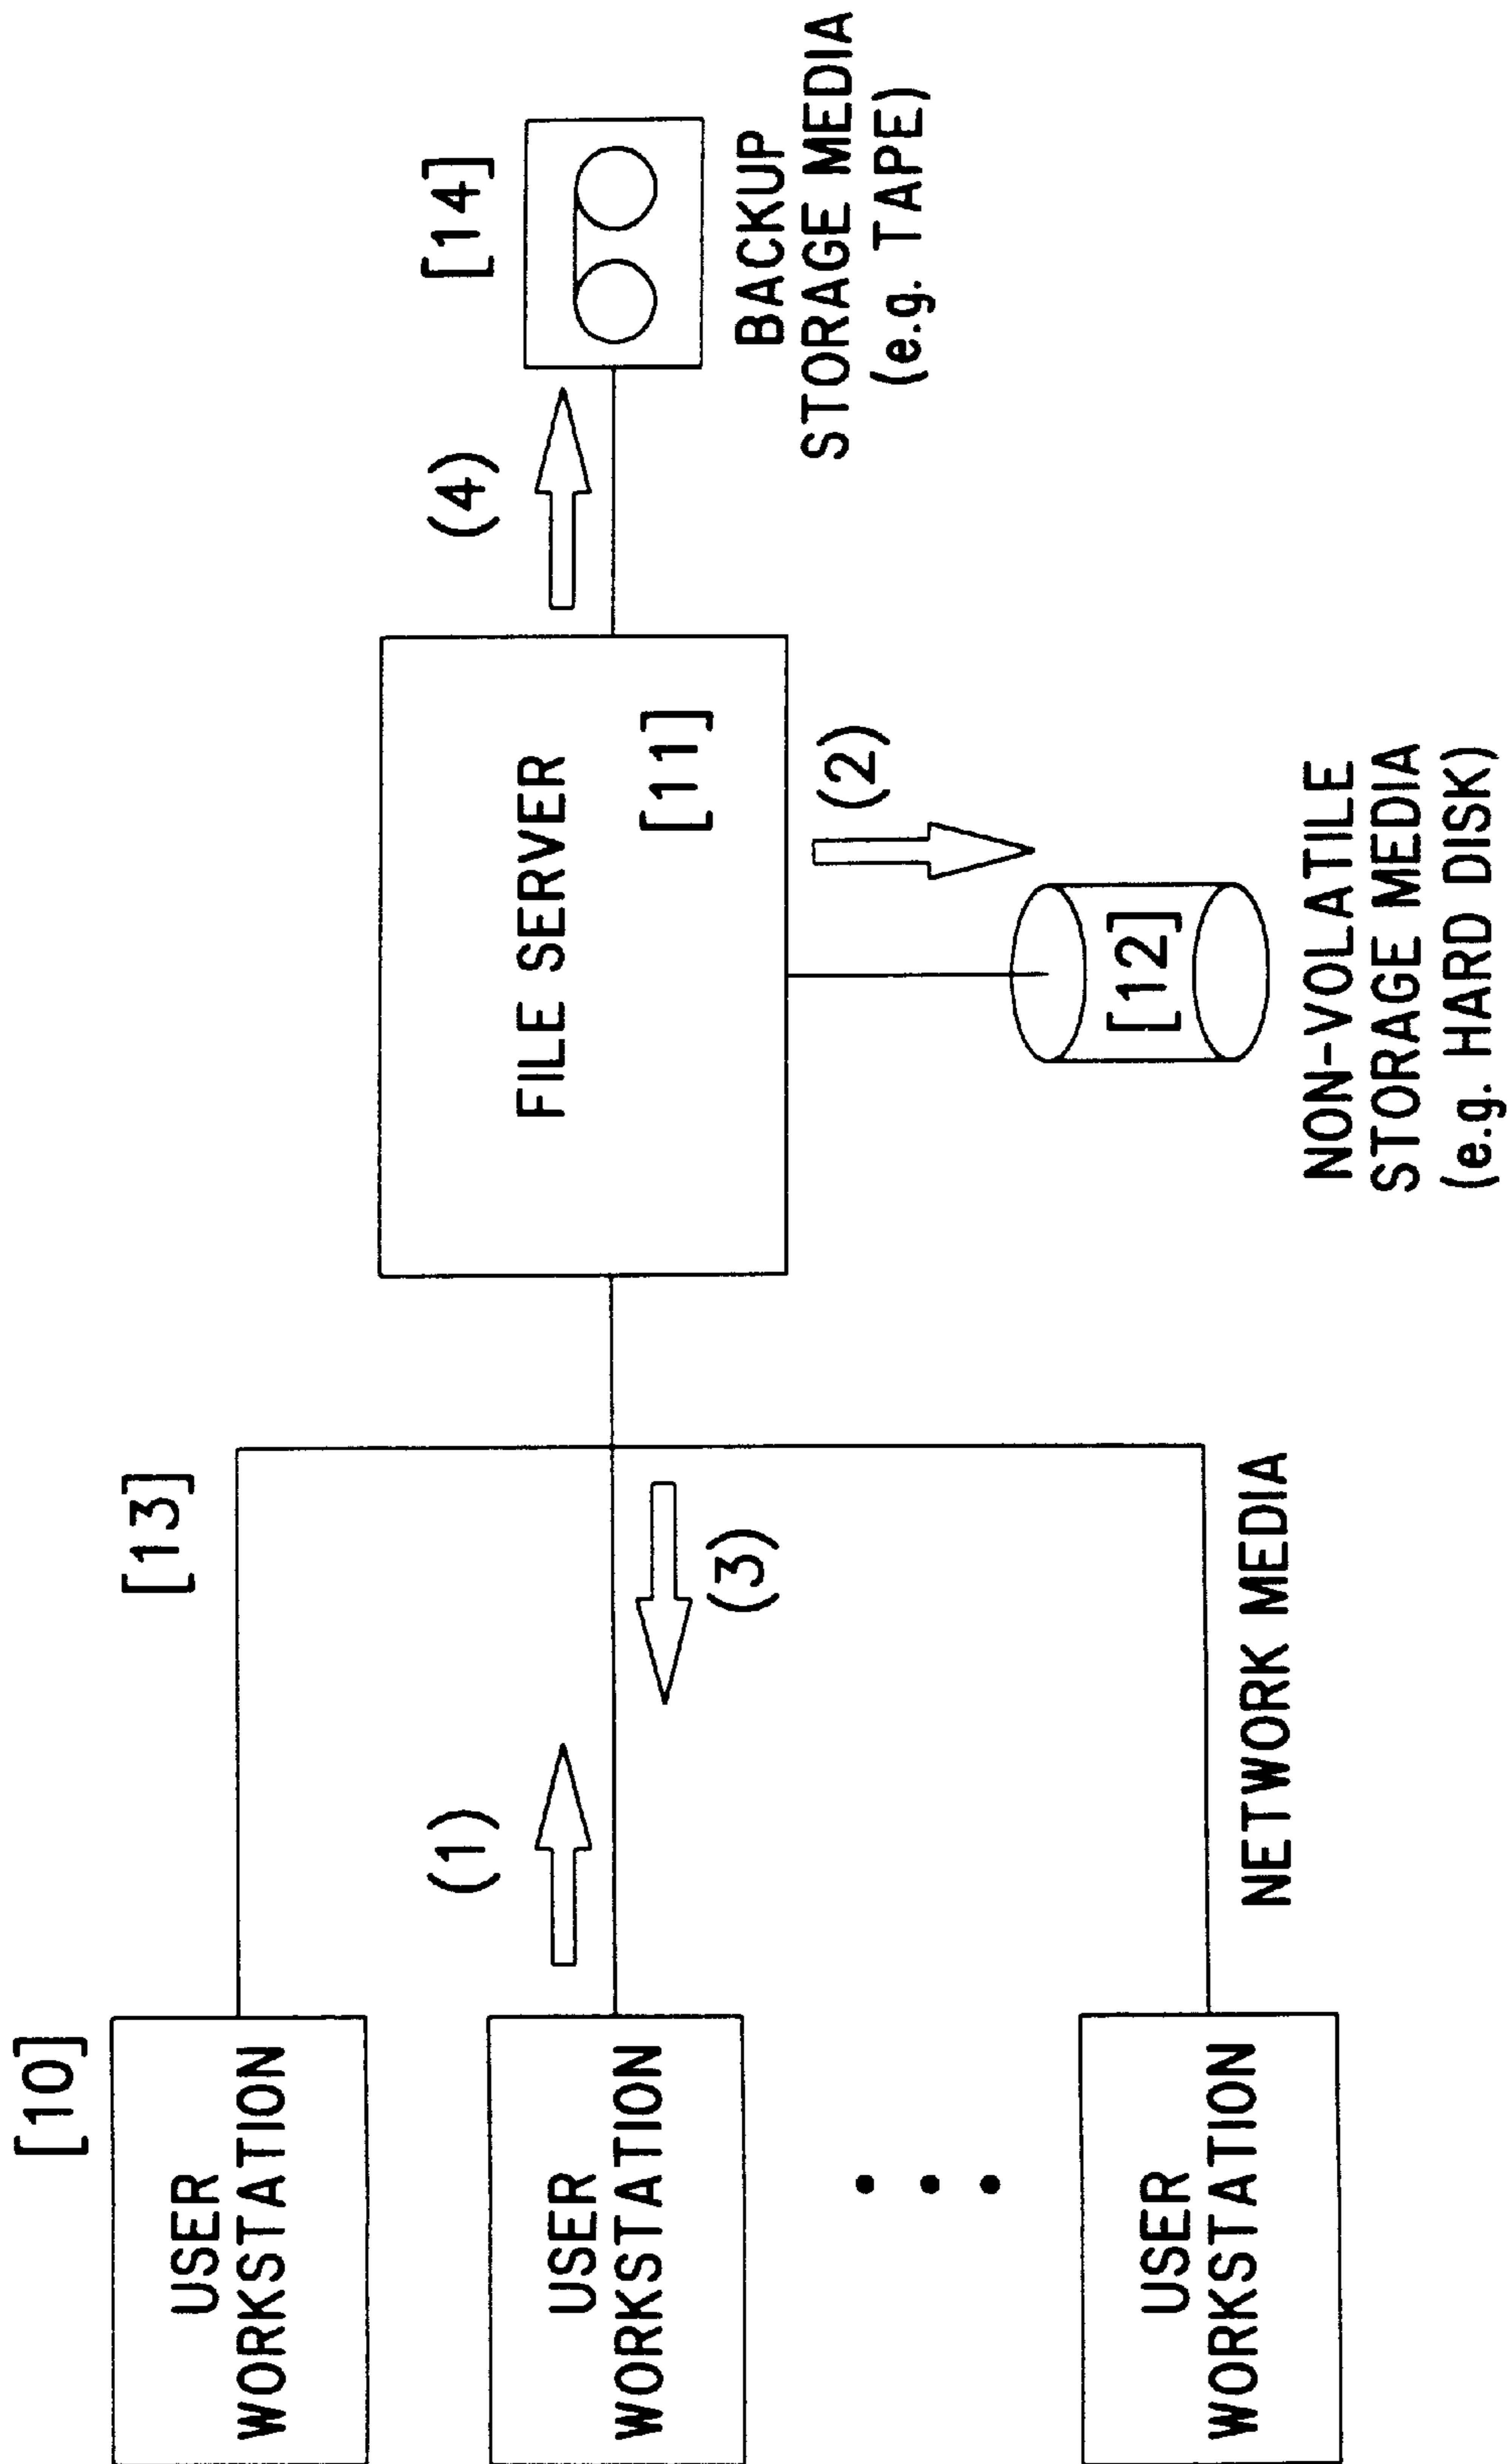 [10]
USER
WORKSTATION
USER
WORKSTATION
USER
WORKSTATION
[13]
(1)
(3)
NETWORK MEDIA
FILE SERVER
[11]
(2)
[12]
NON-VOLATILE
STORAGE MEDIA
(e.g. HARD DISK)
(4)
[14]
BACKUP
STORAGE MEDIA
(e.g. TAPE)